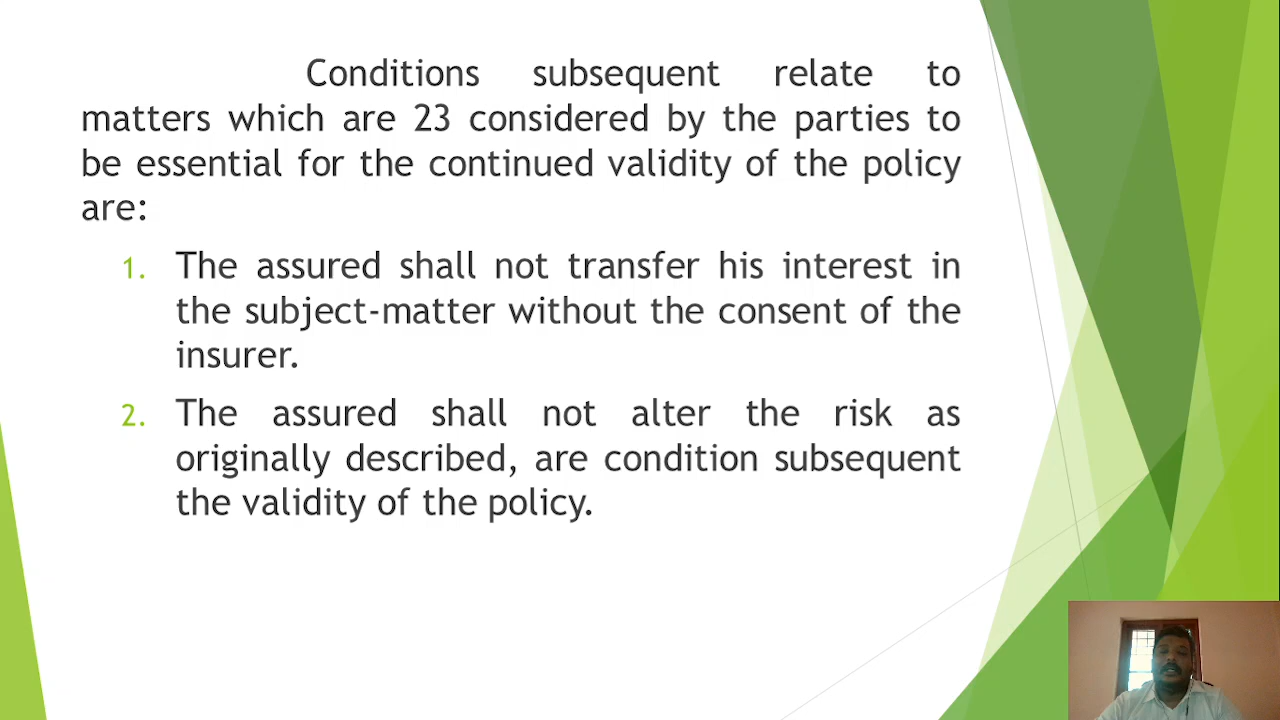 Conditions subsequent relate to
matters which are 23 considered by the parties to
be essential for the continued validity of the policy
are:
1. The assured shall not transfer his interest in
the subject-matter without the consent of the
insurer.
2. The assured shall not alter the risk as
originally described, are condition subsequent
the validity of the policy.